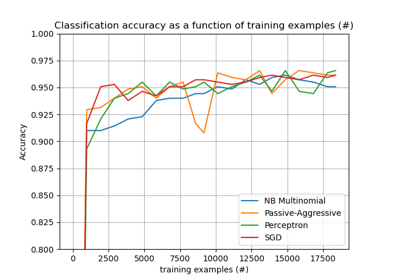 Classification accuracy as a function of training examples (#)
1.000
0.975
0.950
0.925
0.900
0.875
0.850
0.825
0.800
Accuracy
NB Multinomial
Passive-Aggressive
Perceptron
SGD
0 2500 5000 7500 10000 12500 15000 17500
training examples (#)